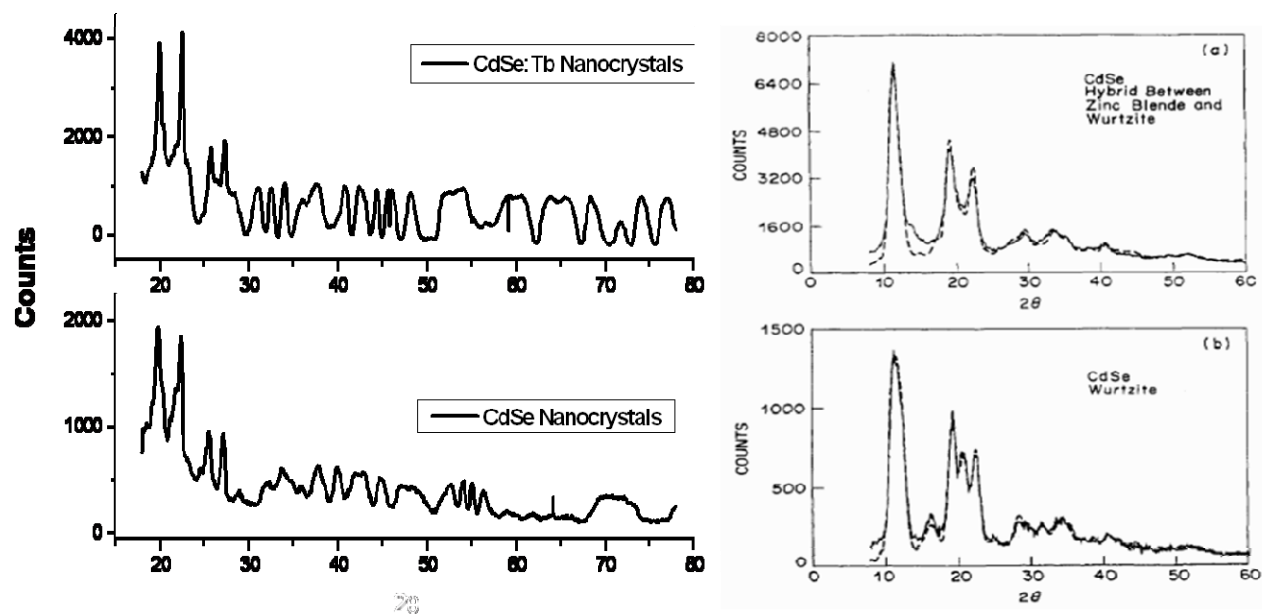 4000
2000
0
CdSe:Tb Nanocrystals
20 30 40 50 60 70 80
Counts
2000
1000
0
CdSe Nanocrystals
20 30 40 50 60 70 80
2θ
8000
6400
4800
3200
1600
0
COUNTS
(a)
CdSe
Hybrid Between
Zinc Blende and
Wurtzite
0 10 20 30 40 50 60
2θ
1500
1000
500
0
COUNTS
(b)
CdSe
Wurtzite
0 10 20 30 40 50 60
2θ